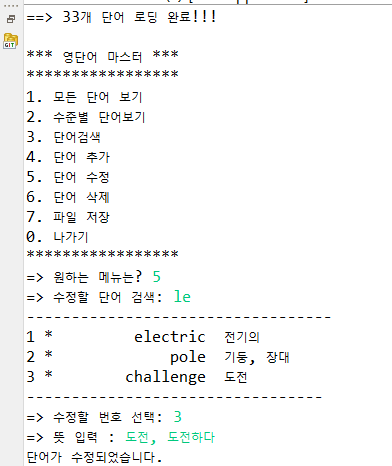 ==> 33개 단어 로딩 완료!!!
*** 영단어 마스터 ***
*****************
1. 모든 단어 보기
2. 수준별 단어보기
3. 단어검색
4. 단어 추가
5. 단어 수정
6. 단어 삭제
7. 파일 저장
0. 나가기
*****************
=> 원하는 메뉴는? 5
=> 수정할 단어 검색: le
----------------------------------
1 * electric 전기의
2 * pole 기둥, 장대
3 * challenge 도전
---------------------------------
=> 수정할 번호 선택: 3
=> 뜻 입력 : 도전, 도전하다
단어가 수정되었습니다.
GIT